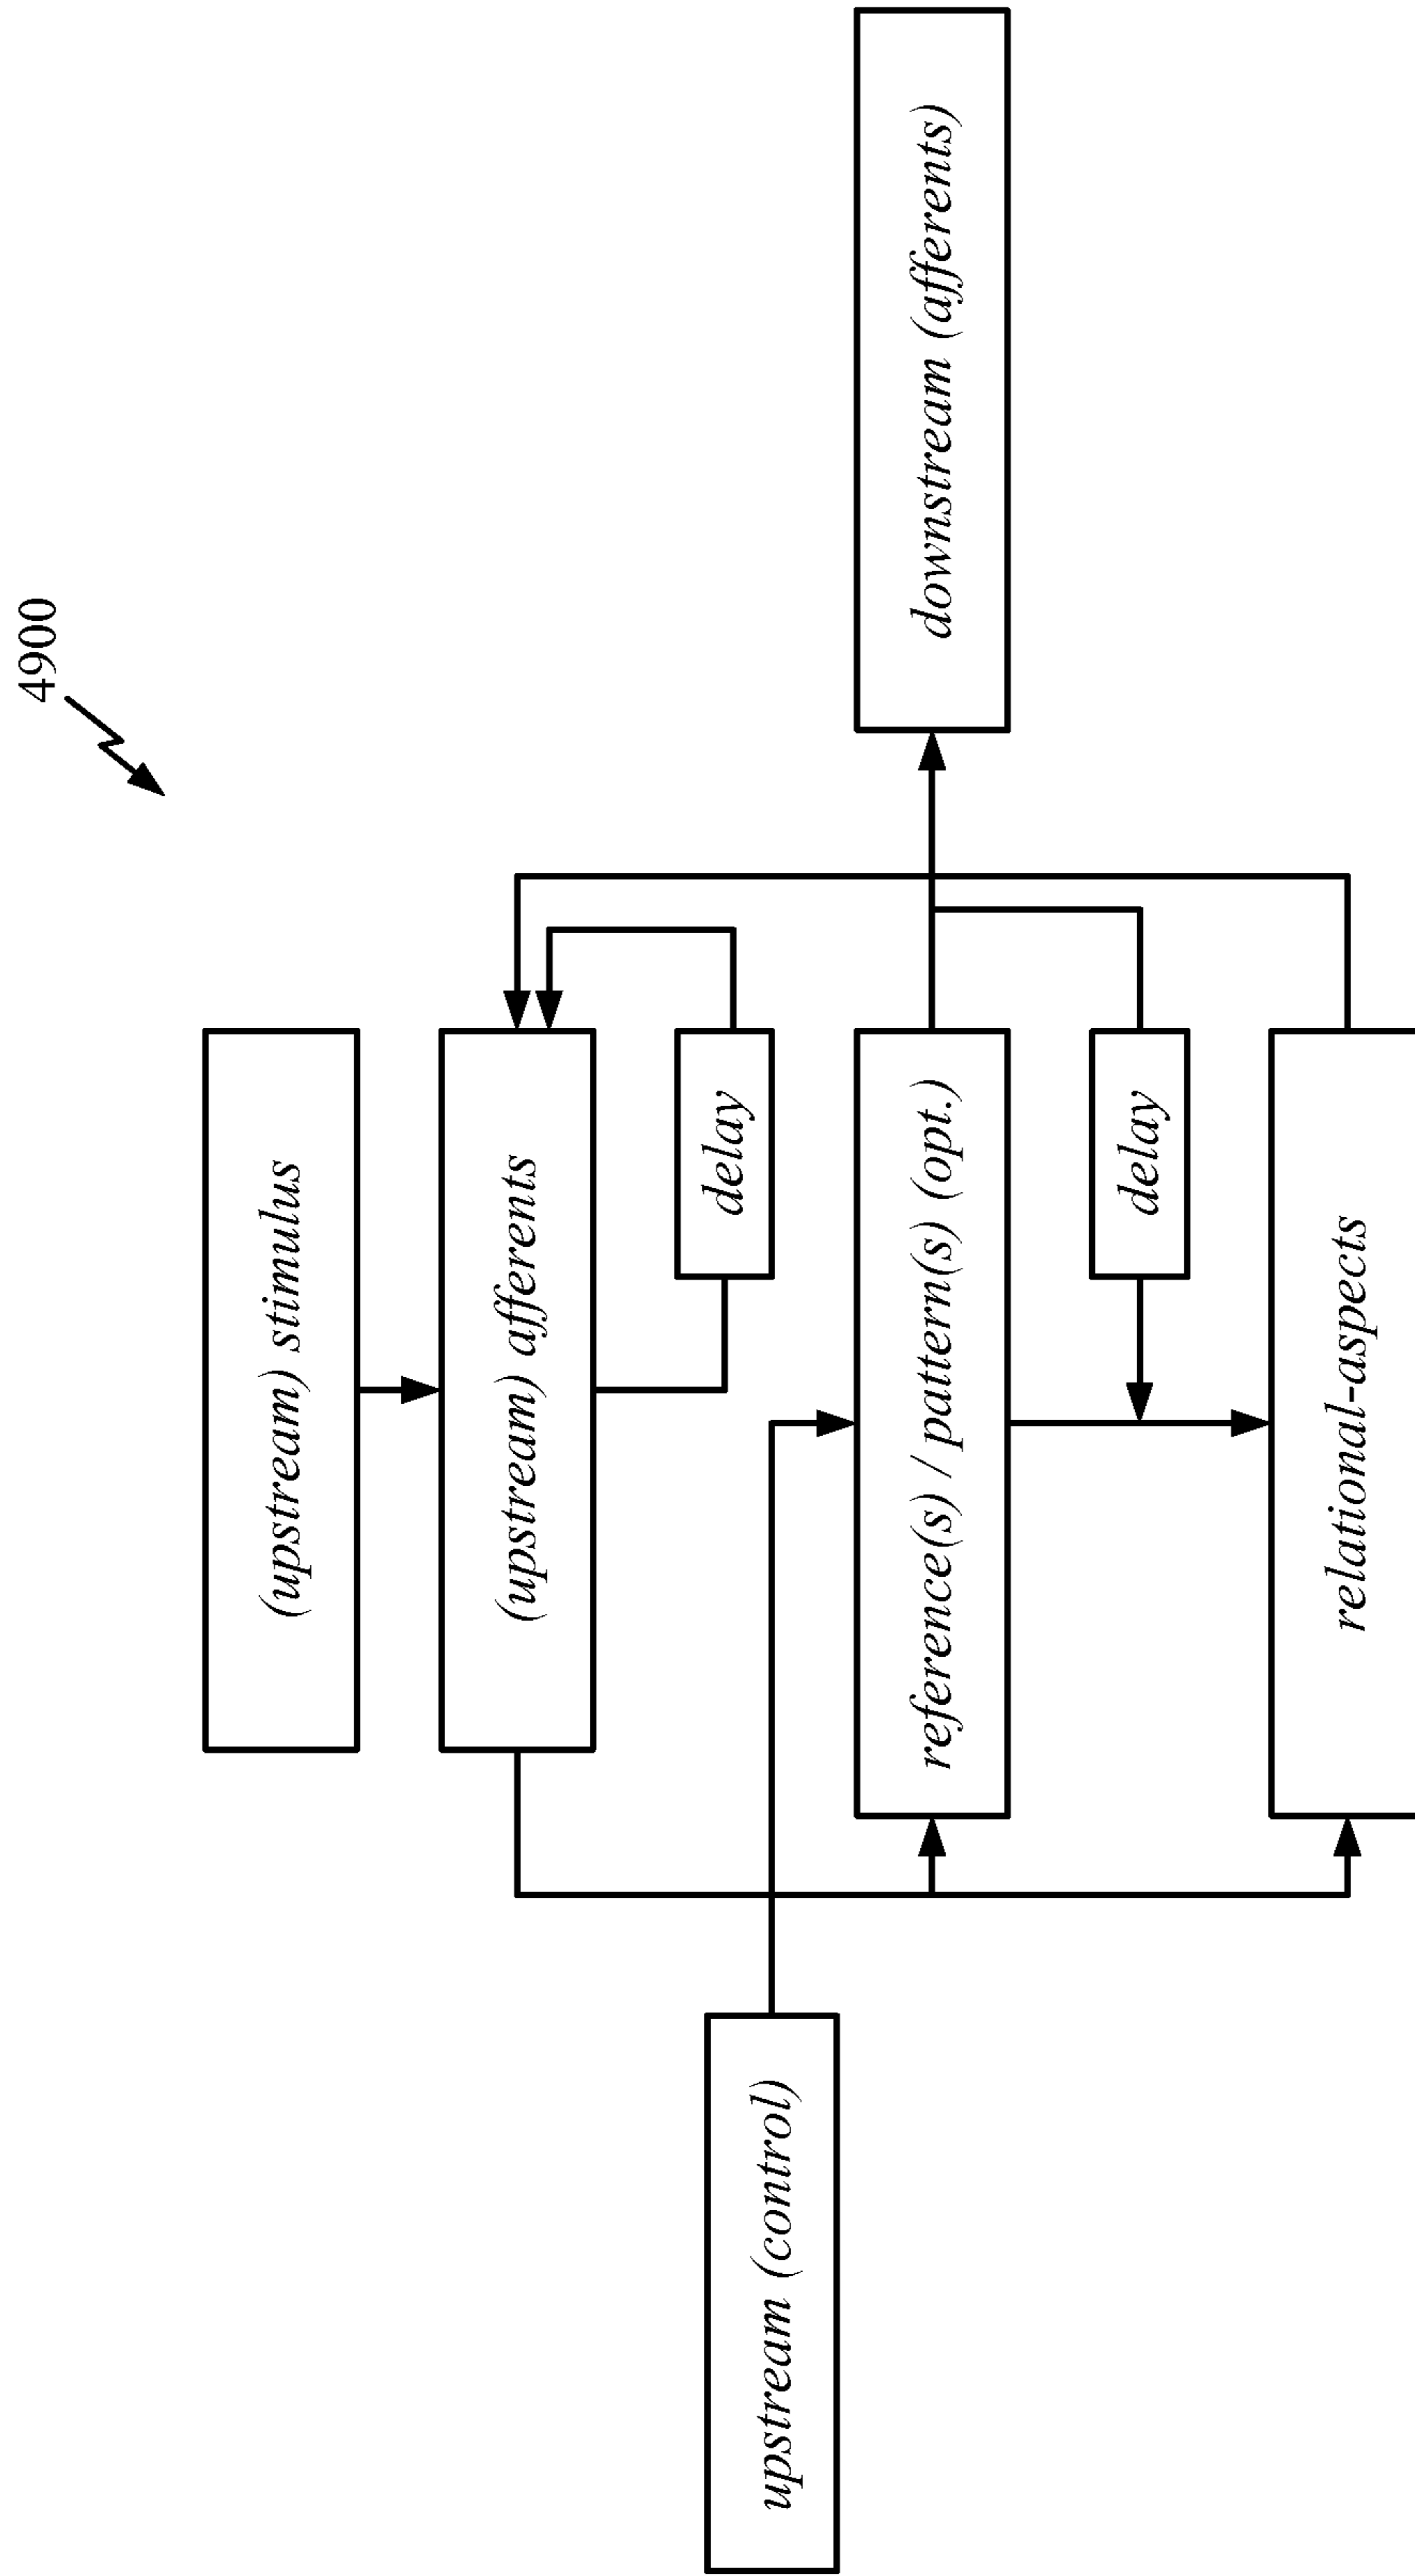 4900
(upstream) stimulus
(upstream) afferents
delay
upstream (control)
reference(s) / pattern(s) (opt.)
downstream (afferents)
delay
relational-aspects